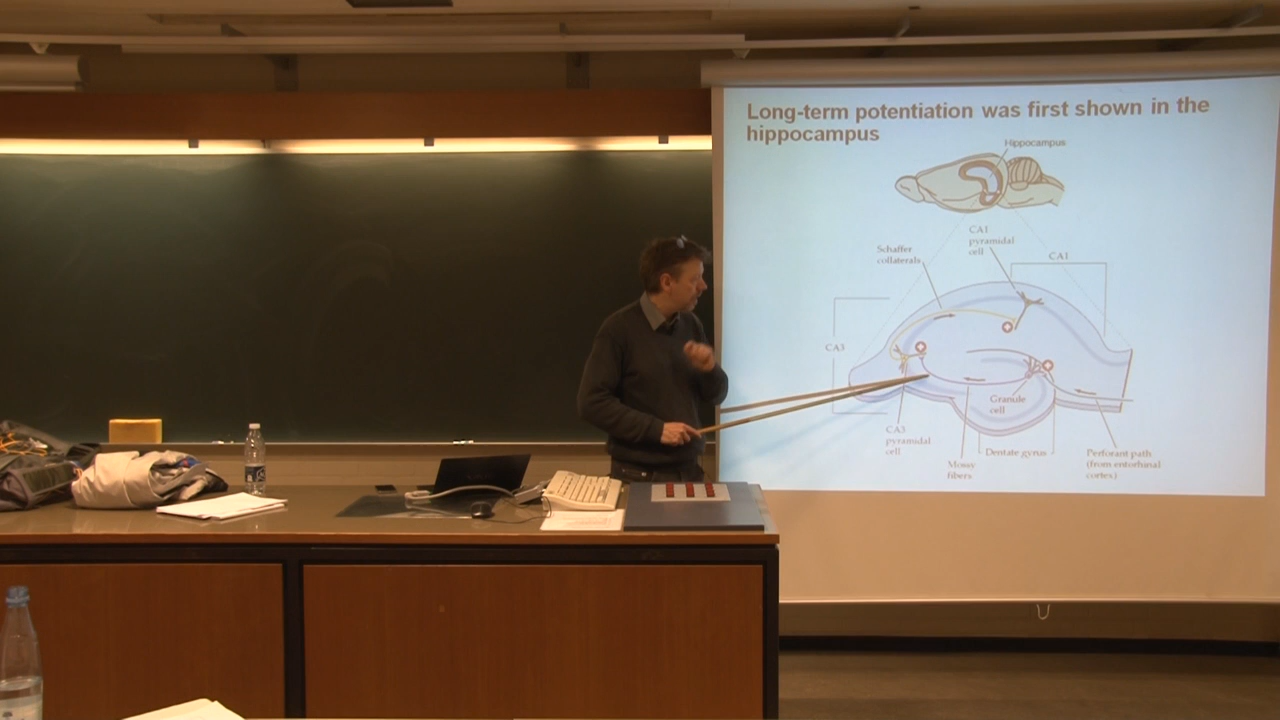 Long-term potentiation was first shown in the
hippocampus
Hippocampus
CA1
pyramidal
cell
Schaffer
collaterals
CA1
CA3
Granule
cell
CA3
pyramidal
cell
Mossy
fibers
Dentate gyrus
Perforant path
(from entorhinal
cortex)